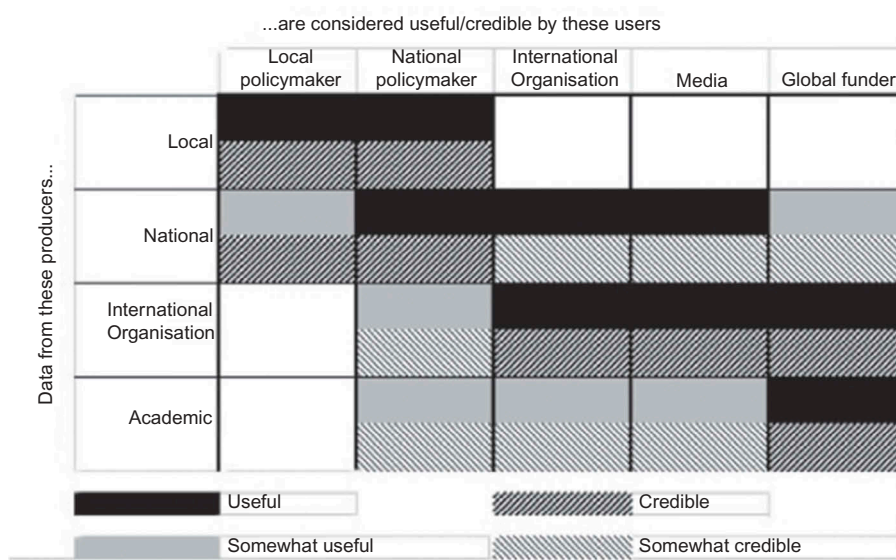 ...are considered useful/credible by these users
Local policymaker
National policymaker
International Organisation
Media
Global funder
Data from these producers...
Local
National
International
Organisation
Academic
Useful
Credible
Somewhat useful
Somewhat credible